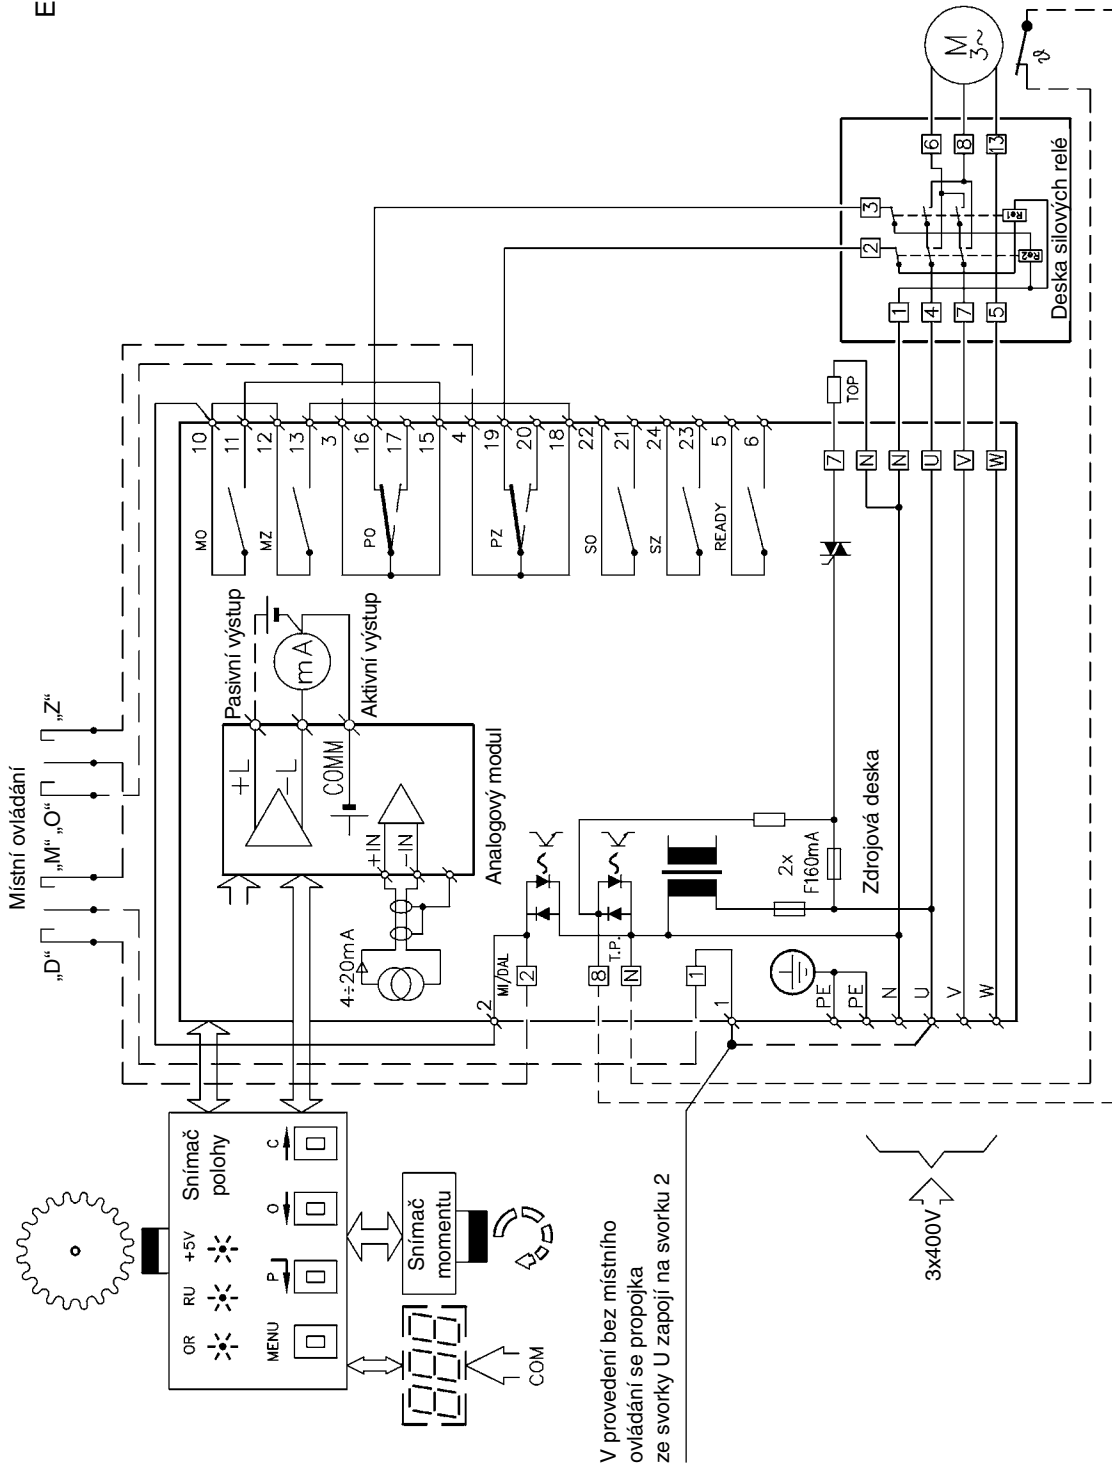 E
Místní ovládání
„D“
„M“
„O“
„Z“
OR
RU
+5V
Snímač
polohy
MENU
P
O
C
Snímač
momentu
COM
4÷20mA
+IN
−IN
+L
−L
COMM
Analogový modul
Pasivní výstup
mA
Aktivní výstup
MO
MZ
PO
PZ
SO
SZ
READY
10
11
12
13
3
16
17
15
4
19
20
18
22
21
24
23
5
6
2
MI/DAL
2
8
T.P.
N
1
1
2x
F160mA
Zdrojová deska
PE
PE
N
U
V
W
7
TOP
N
N
U
V
W
3
2
1
4
7
5
6
8
13
Re1
Re2
Deska silových relé
M
3~
ϑ
V provedení bez místního
ovládání se propojka
ze svorky U zapojí na svorku 2
3x400V